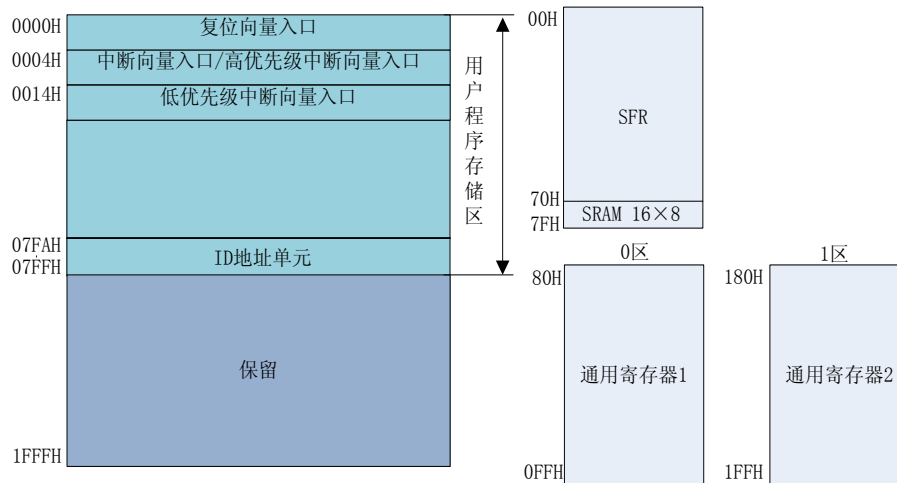 0000H
复位向量入口
0004H
中断向量入口/高优先级中断向量入口
0014H
低优先级中断向量入口
07FAH
07FFH
ID地址单元
保留
1FFFH
用户程序存储区
00H
SFR
70H
SRAM 16×8
7FH
0区
1区
80H
通用寄存器1
0FFH
180H
通用寄存器2
1FFH